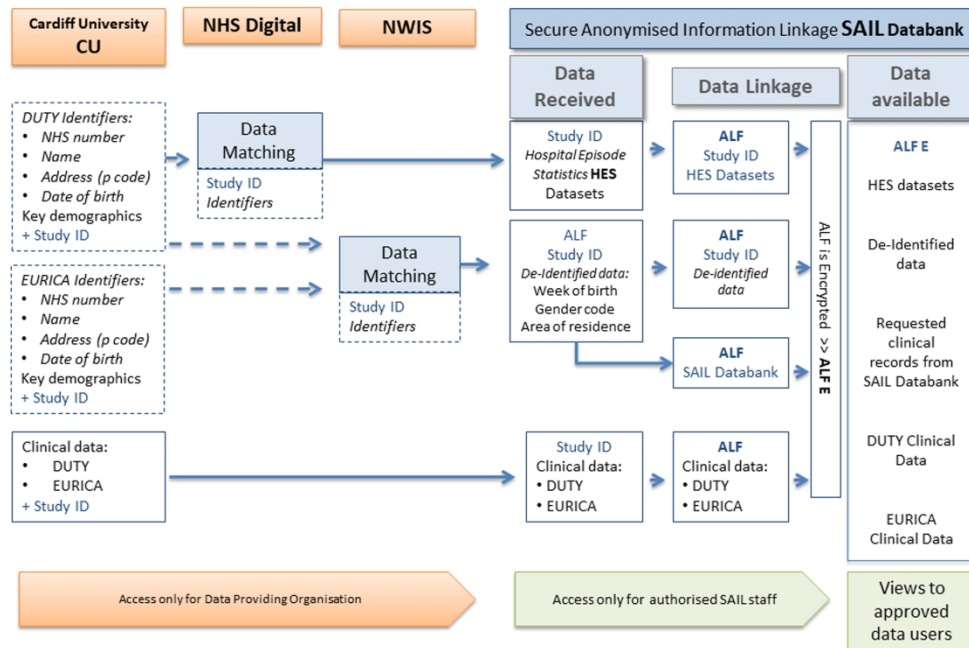 Cardiff University
CU
NHS Digital
NWIS
Secure Anonymised Information Linkage SAIL Databank
Data
Received
Data Linkage
Data
available
DUTY Identifiers:
• NHS number
• Name
• Address (p code)
• Date of birth
Key demographics
+ Study ID
Data
Matching
Study ID
Identifiers
Study ID
Hospital Episode
Statistics HES
Datasets
ALF
Study ID
HES Datasets
EURICA Identifiers:
• NHS number
• Name
• Address (p code)
• Date of birth
Key demographics
+ Study ID
Data
Matching
Study ID
Identifiers
ALF
Study ID
De-Identified data:
Week of birth
Gender code
Area of residence
ALF
Study ID
De-identified
data
ALF
SAIL Databank
Clinical data:
• DUTY
• EURICA
+ Study ID
Study ID
Clinical data:
• DUTY
• EURICA
ALF
Clinical data:
• DUTY
• EURICA
ALF is Encrypted >> ALF E
ALF E
HES datasets
De-Identified
data
Requested
clinical
records from
SAIL Databank
DUTY Clinical
Data
EURICA
Clinical Data
Access only for Data Providing Organisation
Access only for authorised SAIL staff
Views to
approved
data users